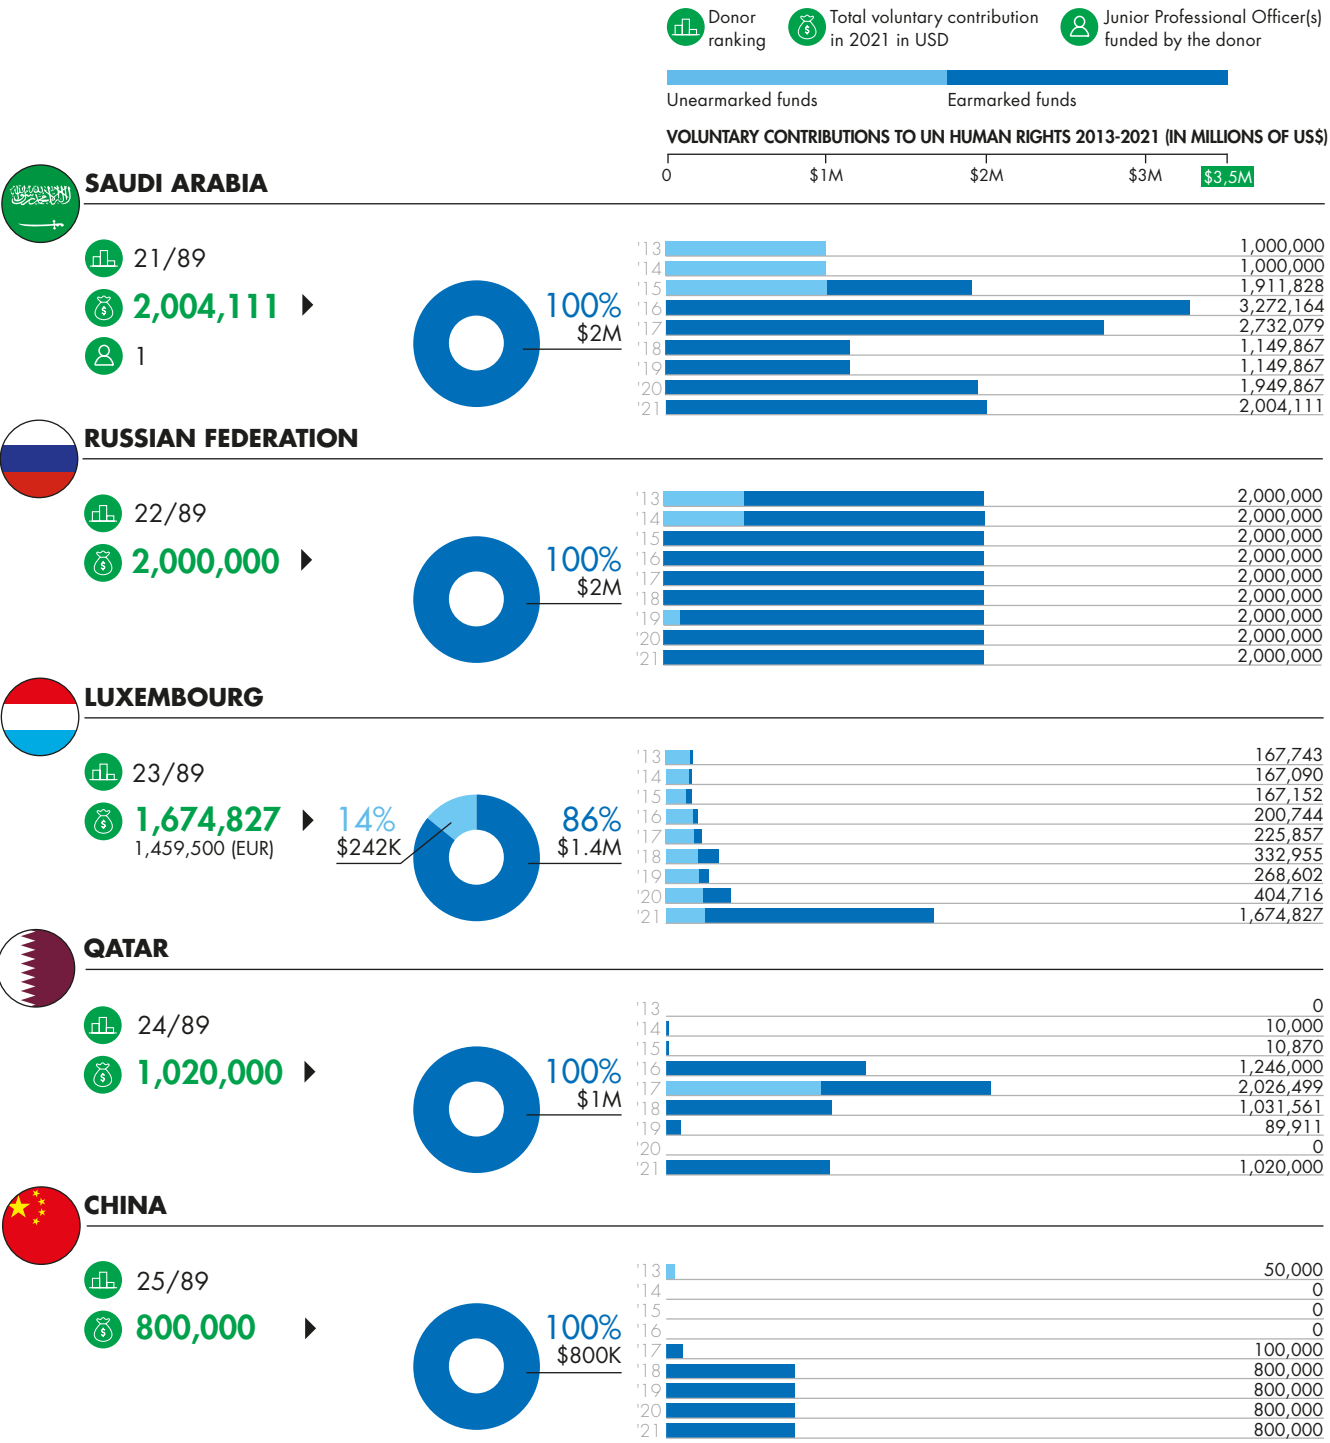 Donor
ranking
Total voluntary contribution
in 2021 in USD
Junior Professional Officer(s)
funded by the donor
Unearmarked funds
Earmarked funds
VOLUNTARY CONTRIBUTIONS TO UN HUMAN RIGHTS 2013-2021 (IN MILLIONS OF US$)
0 $1M $2M $3M $3,5M
SAUDI ARABIA
21/89
2,004,111
1
100%
$2M
'13 1,000,000
'14 1,000,000
'15 1,911,828
'16 3,272,164
'17 2,732,079
'18 1,149,867
'19 1,149,867
'20 1,949,867
'21 2,004,111
RUSSIAN FEDERATION
22/89
2,000,000
100%
$2M
'13 2,000,000
'14 2,000,000
'15 2,000,000
'16 2,000,000
'17 2,000,000
'18 2,000,000
'19 2,000,000
'20 2,000,000
'21 2,000,000
LUXEMBOURG
23/89
1,674,827
1,459,500 (EUR)
14%
$242K
86%
$1.4M
'13 167,743
'14 167,090
'15 167,152
'16 200,744
'17 225,857
'18 332,955
'19 268,602
'20 404,716
'21 1,674,827
QATAR
24/89
1,020,000
100%
$1M
'13 0
'14 10,000
'15 10,870
'16 1,246,000
'17 2,026,499
'18 1,031,561
'19 89,911
'20 0
'21 1,020,000
CHINA
25/89
800,000
100%
$800K
'13 50,000
'14 0
'15 0
'16 0
'17 100,000
'18 800,000
'19 800,000
'20 800,000
'21 800,000